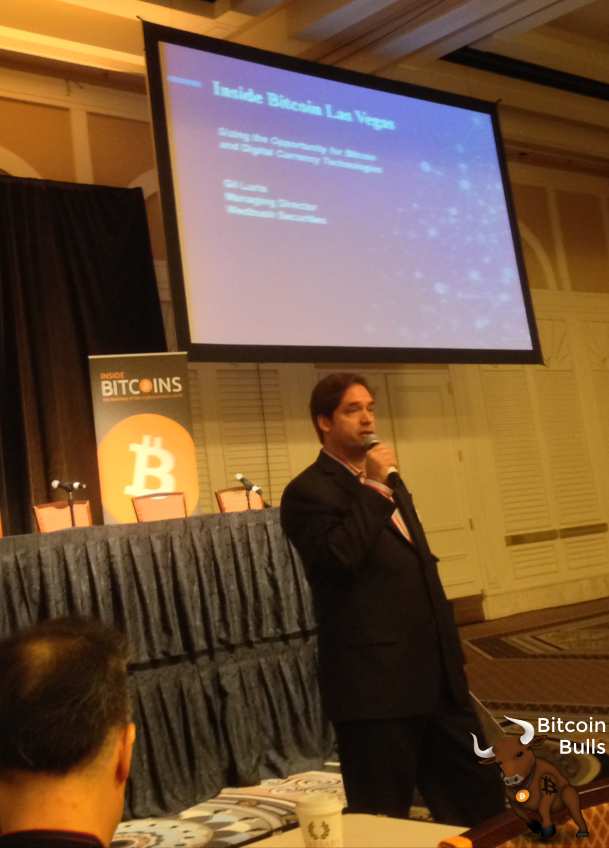 Inside Bitcoin Las Vegas
Sizing the Opportunity for Bitcoin
and Digital Currency Technologies
Gil Luria
Managing Director
Wedbush Securities
INSIDE
BITCOINS
Bitcoin
Bulls